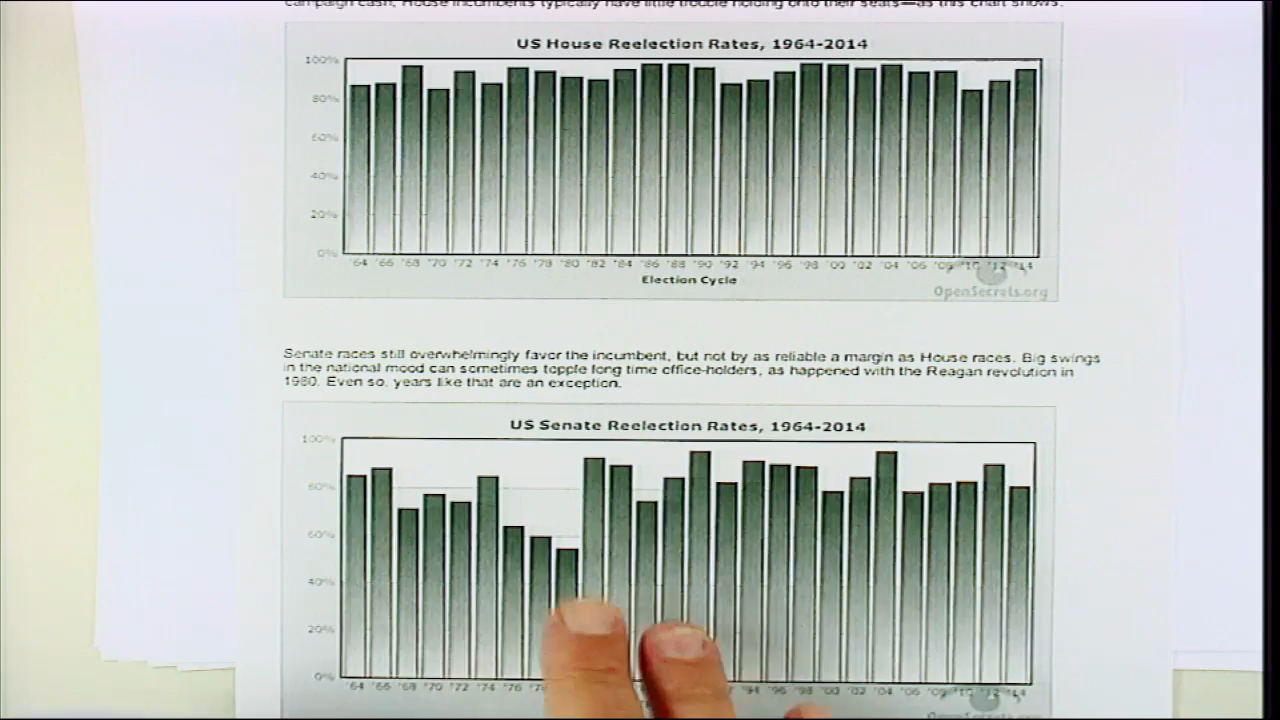 campaign cash, House incumbents typically have little trouble holding onto their seats—as this chart shows.
US House Reelection Rates, 1964-2014
100%
80%
60%
40%
20%
0%
'64 '66 '68 '70 '72 '74 '76 '78 '80 '82 '84 '86 '88 '90 '92 '94 '96 '98 '00 '02 '04 '06 '08 '10 '12 '14
Election Cycle
OpenSecrets.org
Senate races still overwhelmingly favor the incumbent, but not by as reliable a margin as House races. Big swings
in the national mood can sometimes topple long time office-holders, as happened with the Reagan revolution in
1980. Even so, years like that are an exception.
US Senate Reelection Rates, 1964-2014
100%
80%
60%
40%
20%
0%
'64 '66 '68 '70 '72 '74 '76 '94 '96 '98 '00 '02 '04 '06 '08 '10 '12 '14